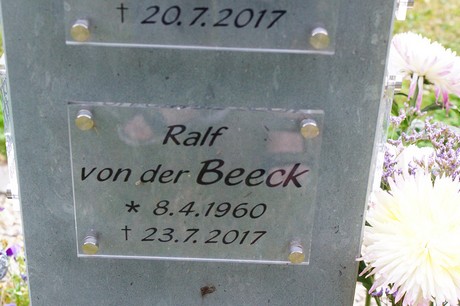 † 20.7.2017
Ralf
von der Beeck
* 8.4.1960
† 23.7.2017